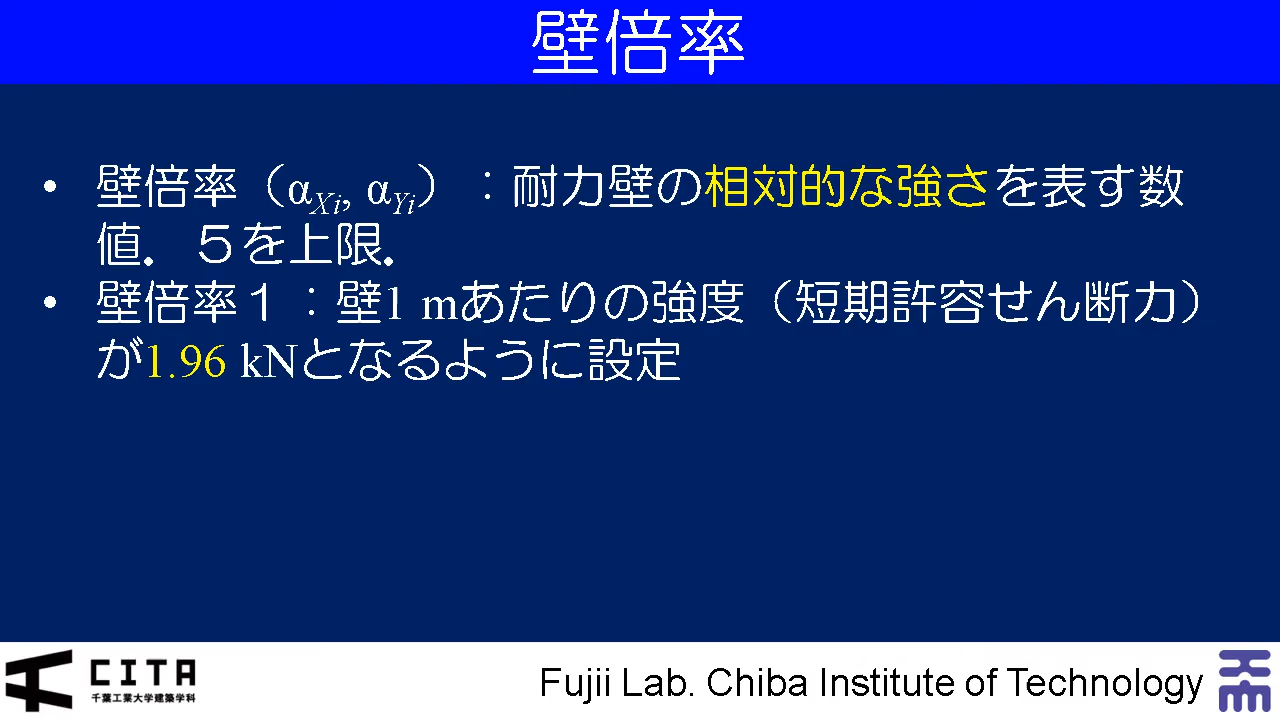 壁倍率
• 壁倍率（αXi, αYi）：耐力壁の相対的な強さを表す数
値．５を上限．
• 壁倍率１：壁1 mあたりの強度（短期許容せん断力）
が1.96 kNとなるように設定
CITA
千葉工業大学建築学科
Fujii Lab. Chiba Institute of Technology